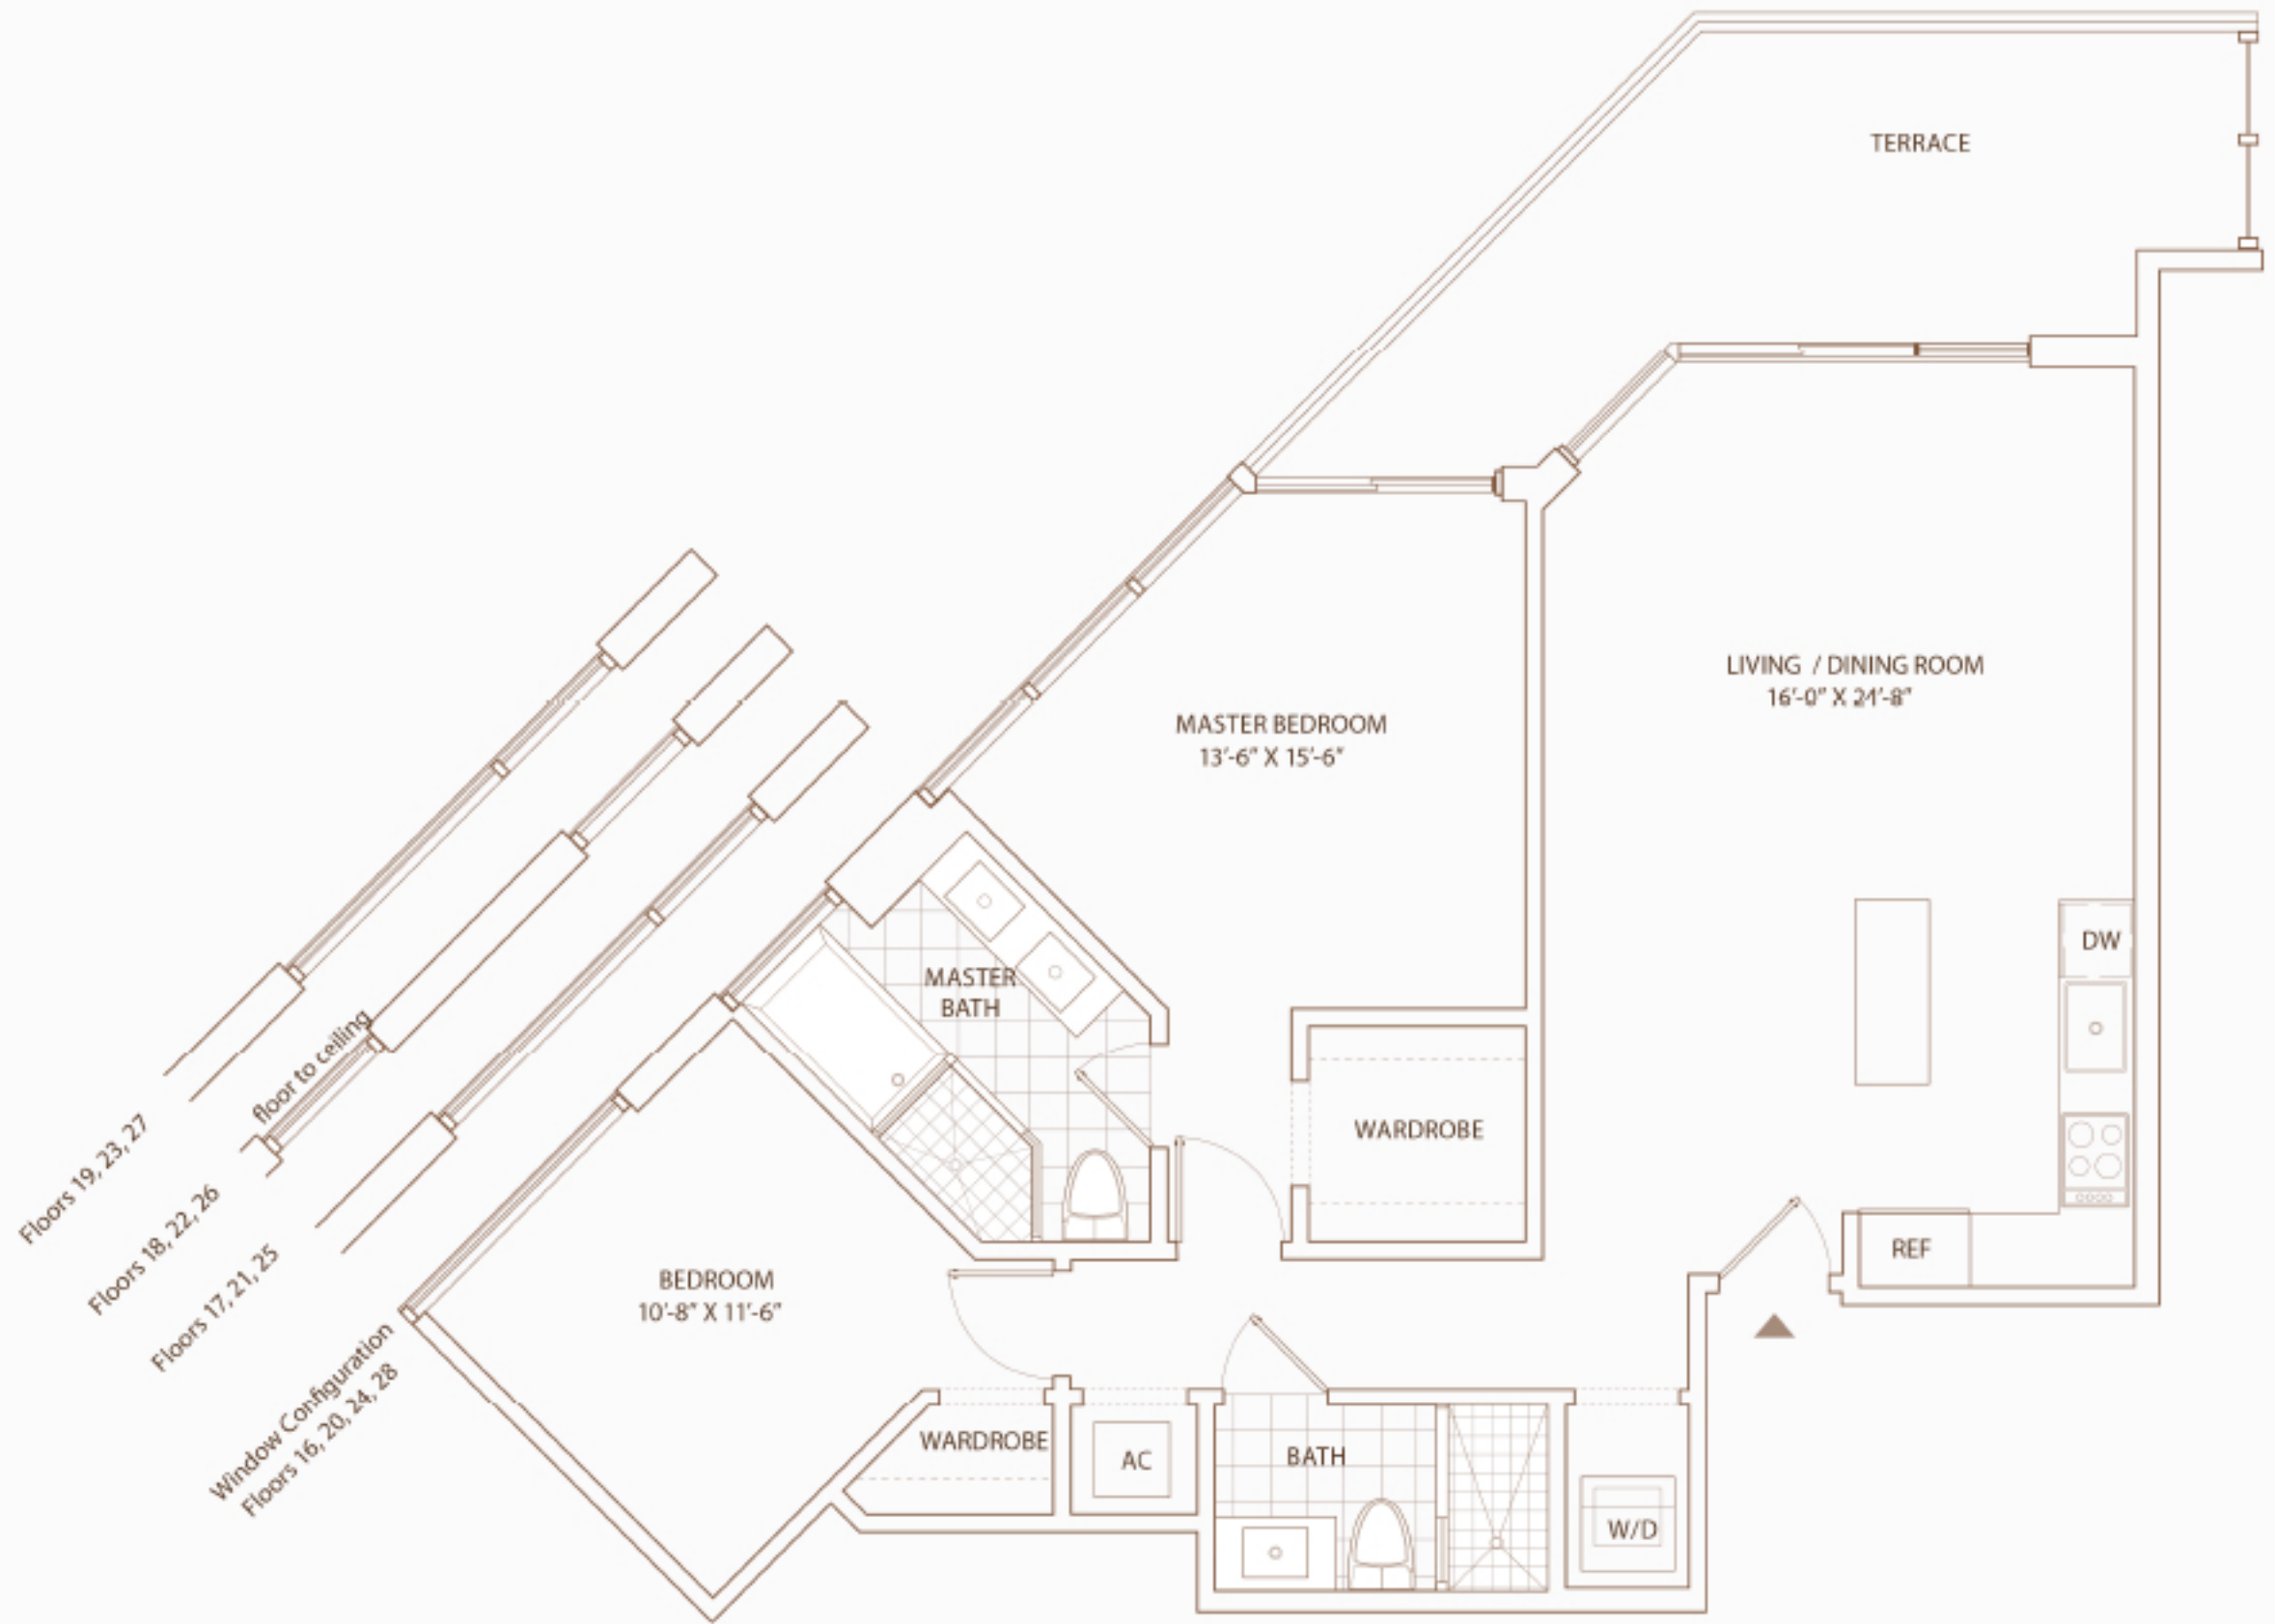 TERRACE
LIVING / DINING ROOM
16'-0" X 24'-8"
MASTER BEDROOM
13'-6" X 15'-6"
DW
MASTER
BATH
floor to ceiling
WARDROBE
Floors 19, 23, 27
Floors 18, 22, 26
Floors 17, 21, 25
Window Configuration
Floors 16, 20, 24, 28
REF
BEDROOM
10'-8" X 11'-6"
WARDROBE
AC
BATH
W/D